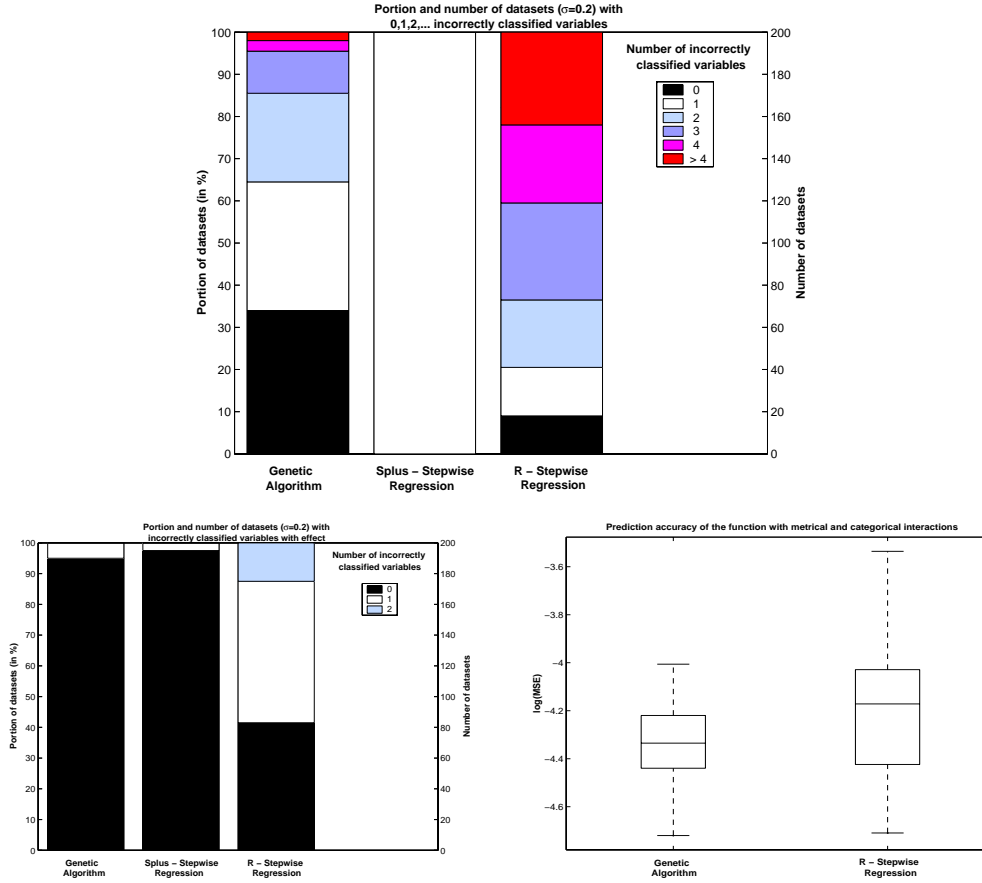 Portion and number of datasets (σ=0.2) with
0,1,2,... incorrectly classified variables
100
90
80
70
60
50
40
30
20
10
0
Portion of datasets (in %)
200
180
160
140
120
100
80
60
40
20
0
Number of datasets
Number of incorrectly
classified variables
0
1
2
3
4
> 4
Genetic
Algorithm
Splus – Stepwise
Regression
R – Stepwise
Regression
Portion and number of datasets (σ=0.2) with
incorrectly classified variables with effect
100
90
80
70
60
50
40
30
20
10
0
Portion of datasets (in %)
200
180
160
140
120
100
80
60
40
20
0
Number of datasets
Number of incorrectly
classified variables
0
1
2
Genetic
Algorithm
Splus – Stepwise
Regression
R – Stepwise
Regression
Prediction accuracy of the function with metrical and categorical interactions
−3.6
−3.8
−4
−4.2
−4.4
−4.6
log(MSE)
Genetic
Algorithm
R – Stepwise
Regression